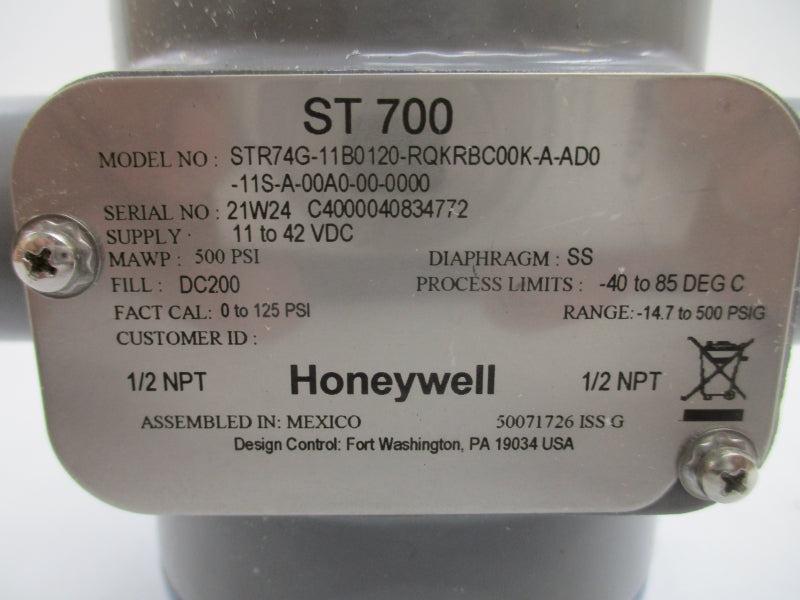 ST 700
MODEL NO : STR74G-11B0120-RQKRBC00K-A-AD0
-11S-A-00A0-00-0000
SERIAL NO : 21W24 C4000040834772
SUPPLY : 11 to 42 VDC
MAWP : 500 PSI DIAPHRAGM : SS
FILL : DC200 PROCESS LIMITS : -40 to 85 DEG C
FACT CAL: 0 to 125 PSI RANGE: -14.7 to 500 PSIG
CUSTOMER ID :
1/2 NPT Honeywell 1/2 NPT
ASSEMBLED IN: MEXICO 50071726 ISS G
Design Control: Fort Washington, PA 19034 USA